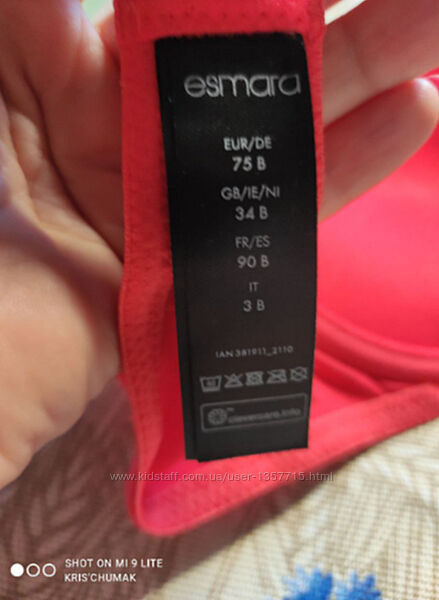 esmara
EUR/DE
75 B
GB/IE/NI
34 B
FR/ES
90 B
IT
3 B
IAN 381911_2110
clevercare.info
www.kidstaff.com.ua/user-1367715.html
SHOT ON MI 9 LITE
KRIS'CHUMAK